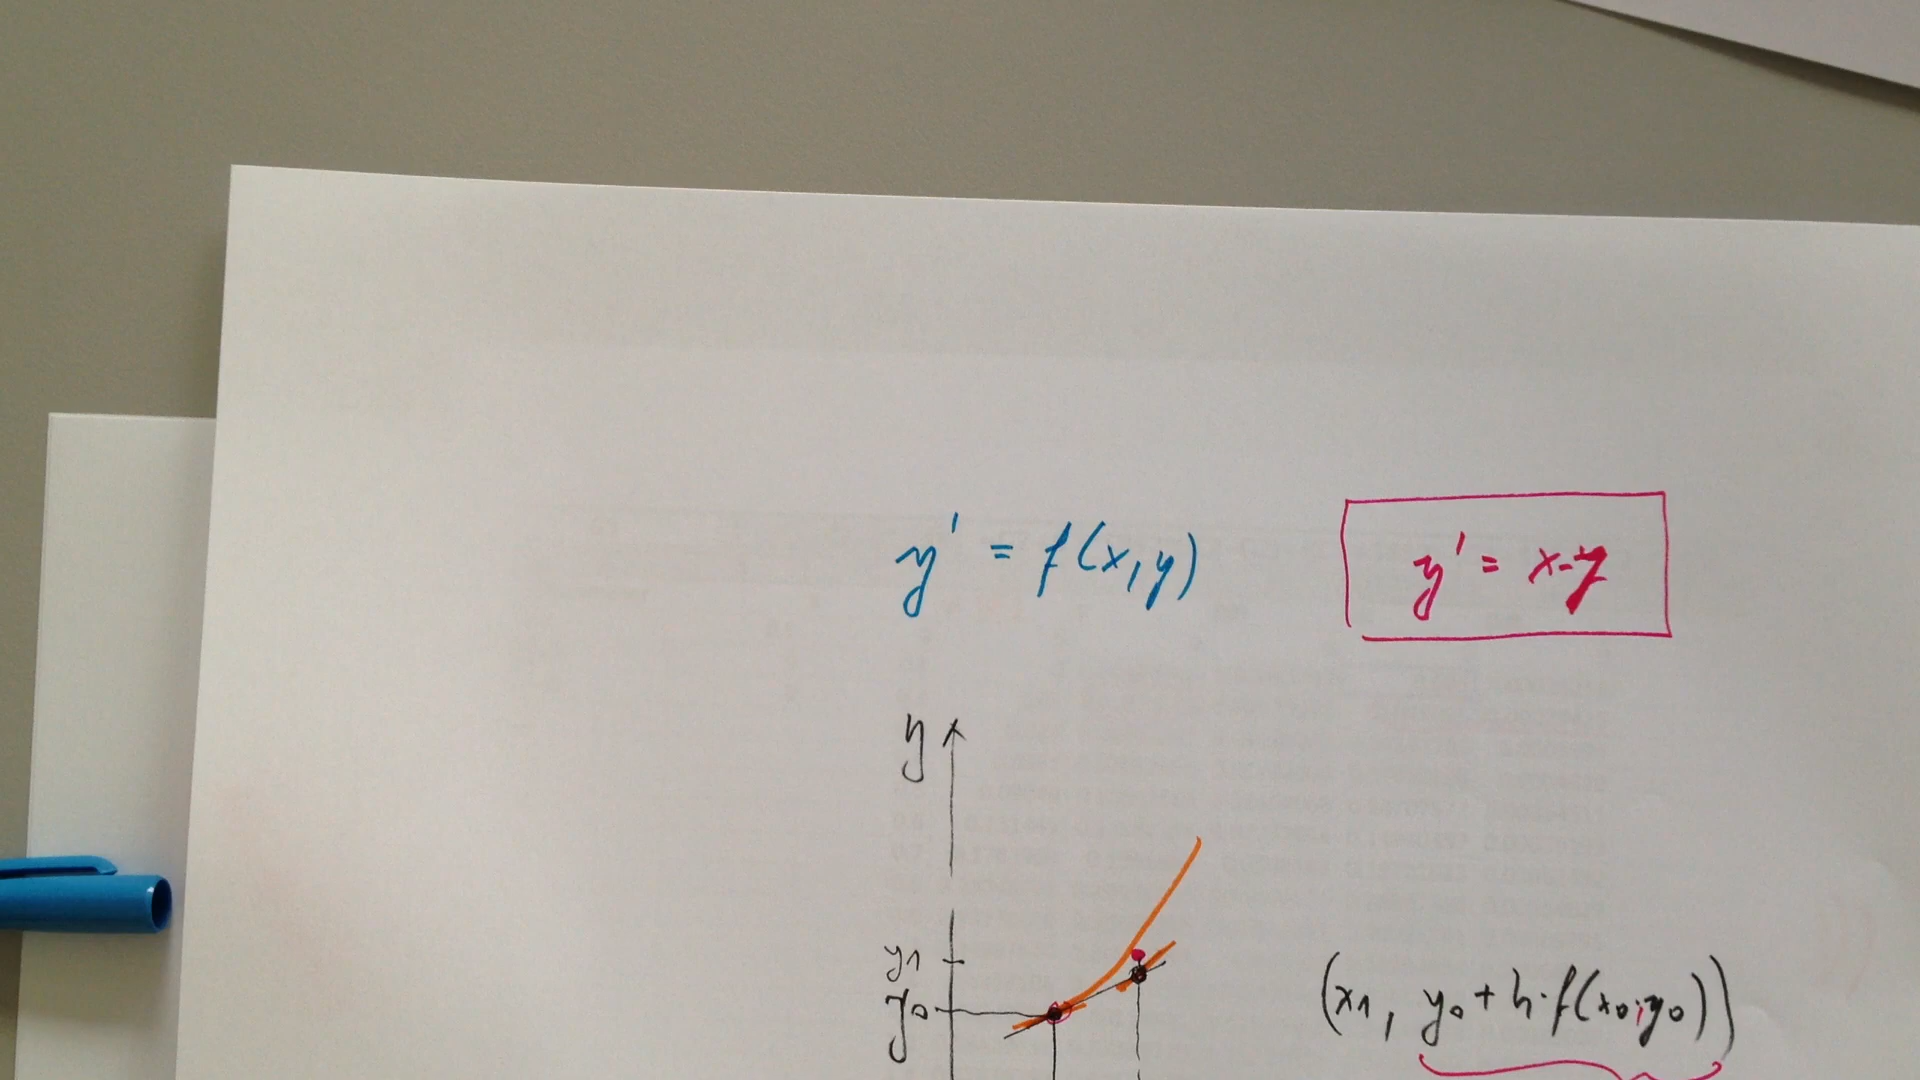 y' = f(x,y)
y' = x-y
y
y1
y0
(x1, y0 + h·f(x0,y0))